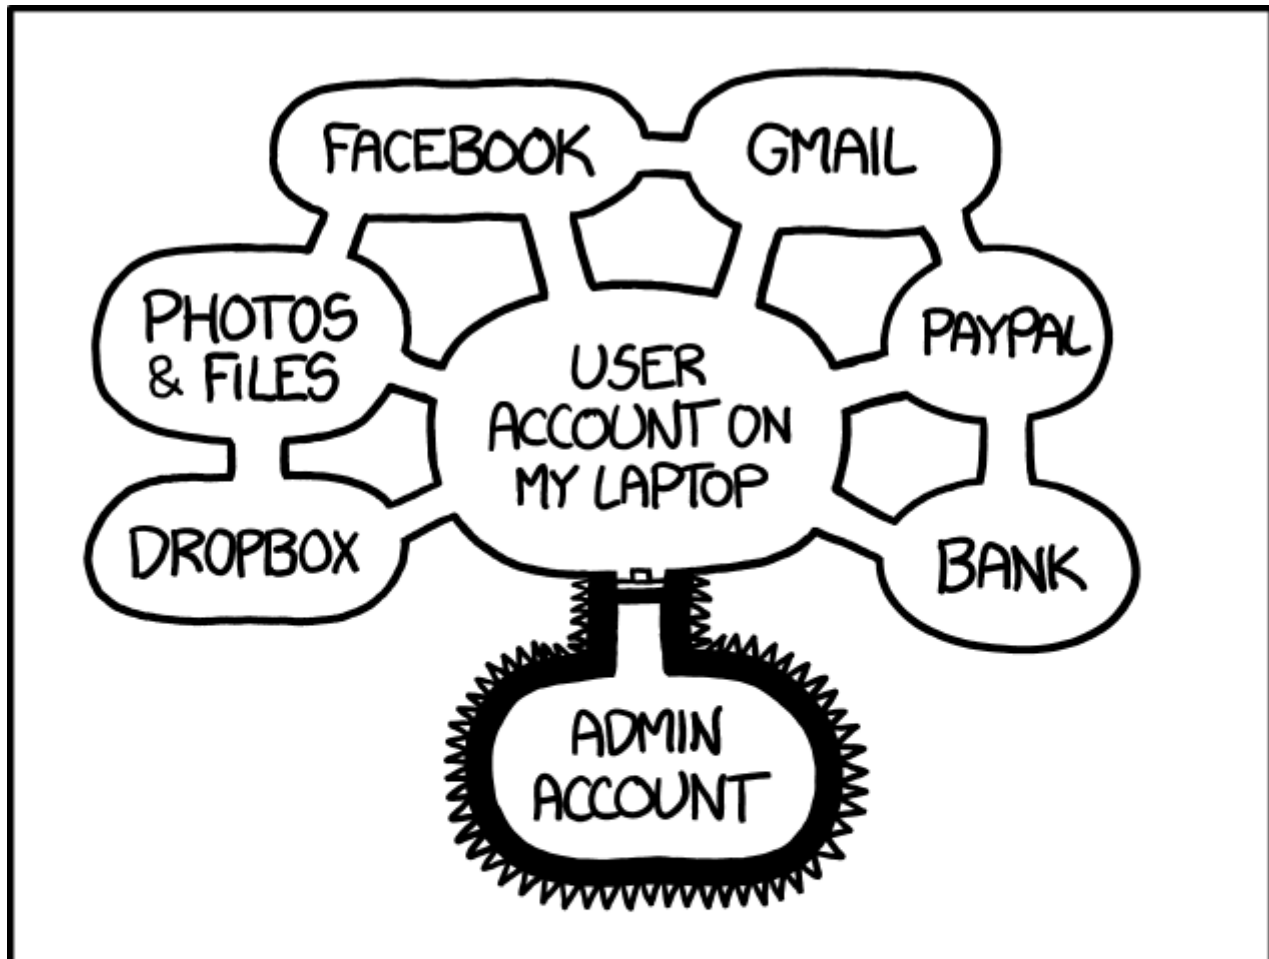 FACEBOOK
GMAIL
PHOTOS
& FILES
USER
ACCOUNT ON
MY LAPTOP
PAYPAL
DROPBOX
BANK
ADMIN
ACCOUNT